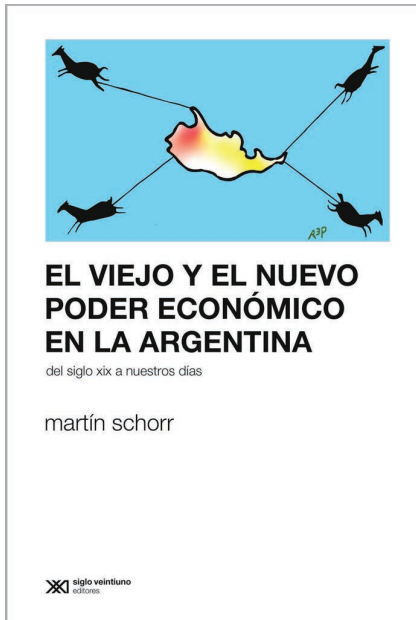 R3P
EL VIEJO Y EL NUEVO
PODER ECONÓMICO
EN LA ARGENTINA
del siglo xix a nuestros días
martín schorr
siglo veintiuno
editores